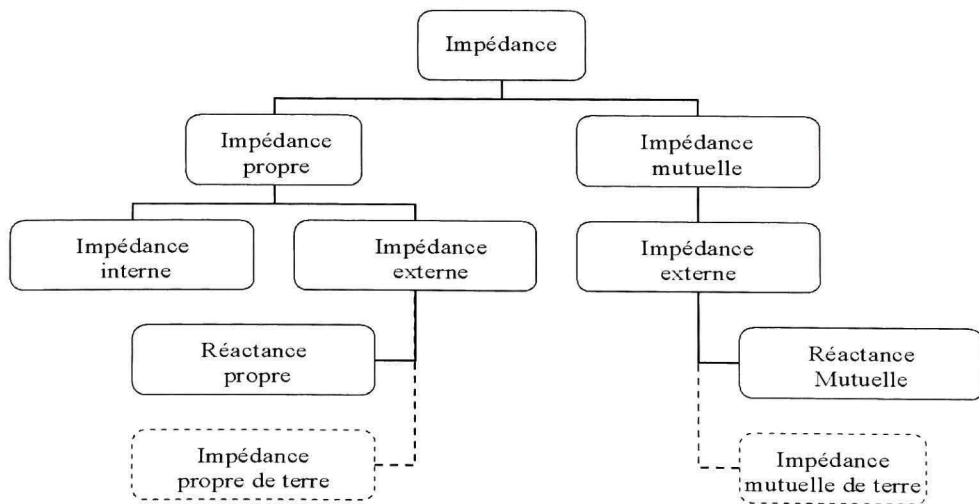 Impédance
Impédance
propre
Impédance
mutuelle
Impédance
interne
Impédance
externe
Impédance
externe
Réactance
propre
Réactance
Mutuelle
Impédance
propre de terre
Impédance
mutuelle de terre